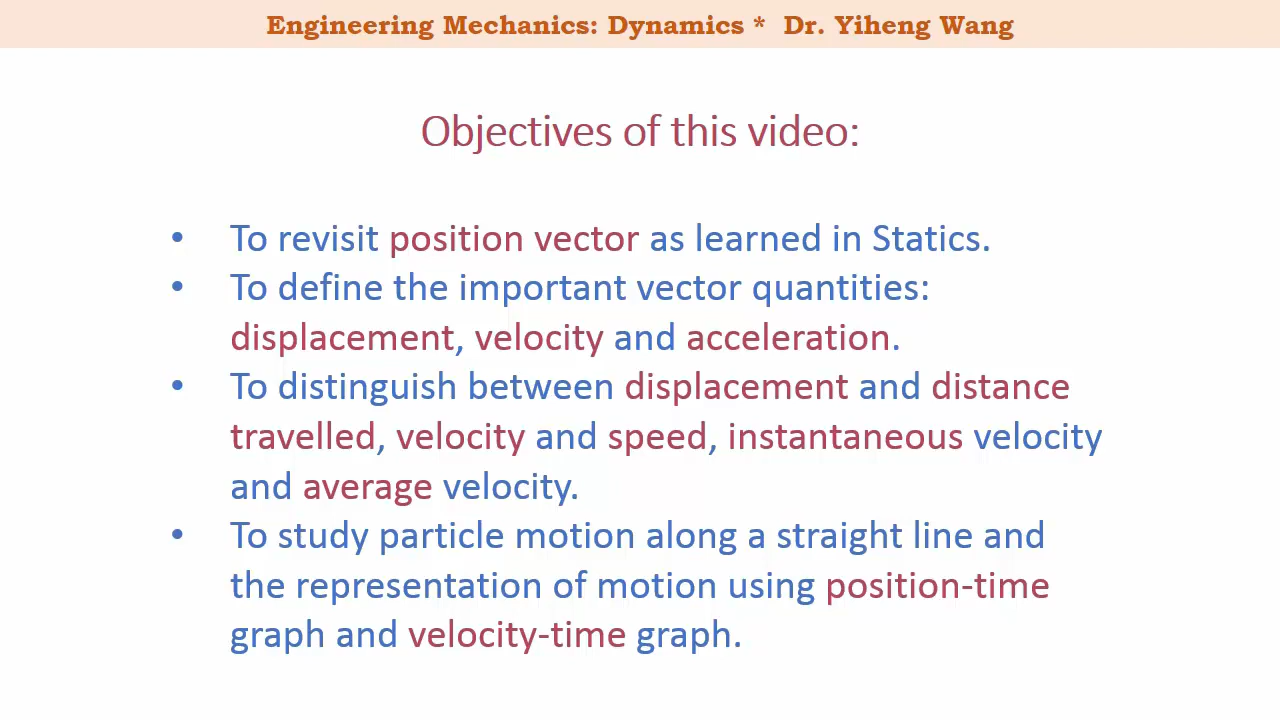 Engineering Mechanics: Dynamics * Dr. Yiheng Wang
Objectives of this video:
• To revisit position vector as learned in Statics.
• To define the important vector quantities:
displacement, velocity and acceleration.
• To distinguish between displacement and distance
travelled, velocity and speed, instantaneous velocity
and average velocity.
• To study particle motion along a straight line and
the representation of motion using position-time
graph and velocity-time graph.